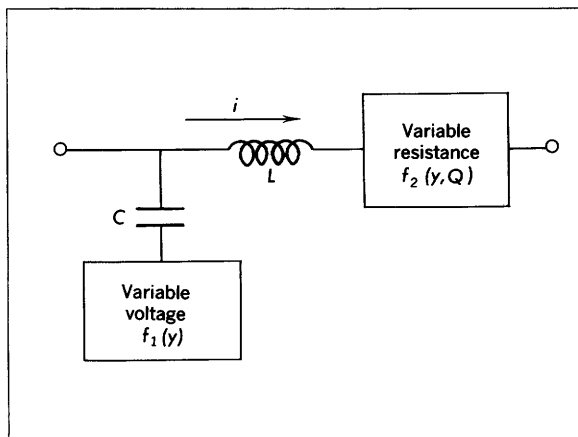 i
L
Variable
resistance
f₂ (y, Q)
C
Variable
voltage
f₁ (y)